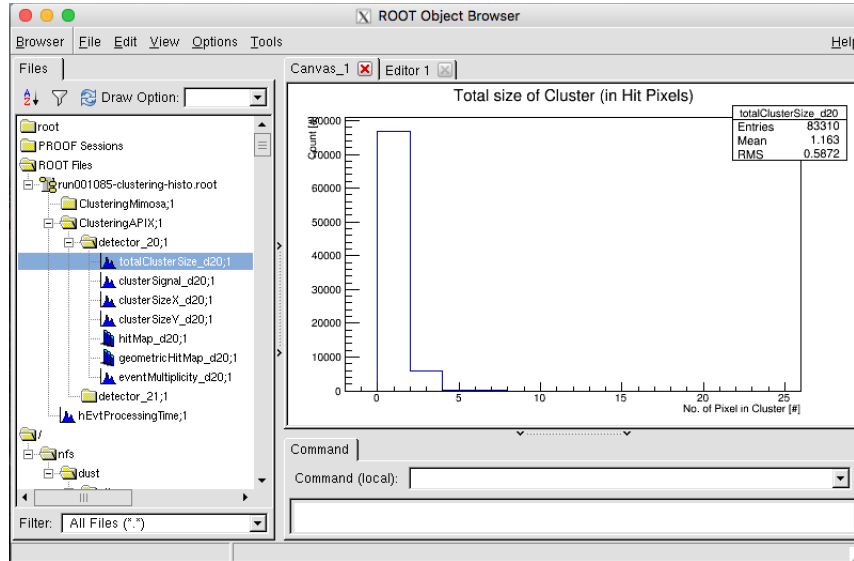 ROOT Object Browser
Browser File Edit View Options Tools Help
Files
Draw Option:
root
PROOF Sessions
ROOT Files
run001085-clustering-histo.root
ClusteringMimosa;1
ClusteringAPIX;1
detector_20;1
totalClusterSize_d20;1
clusterSignal_d20;1
clusterSizeX_d20;1
clusterSizeY_d20;1
hitMap_d20;1
geometricHitMap_d20;1
eventMultiplicity_d20;1
detector_21;1
hEvtProcessingTime;1
/
nfs
dust
Filter: All Files (*.*)
Canvas_1 Editor 1
Total size of Cluster (in Hit Pixels)
totalClusterSize_d20
Entries 83310
Mean 1.163
RMS 0.5872
Count [#]
80000
70000
60000
50000
40000
30000
20000
10000
0
0 5 10 15 20 25
No. of Pixel in Cluster [#]
Command
Command (local):